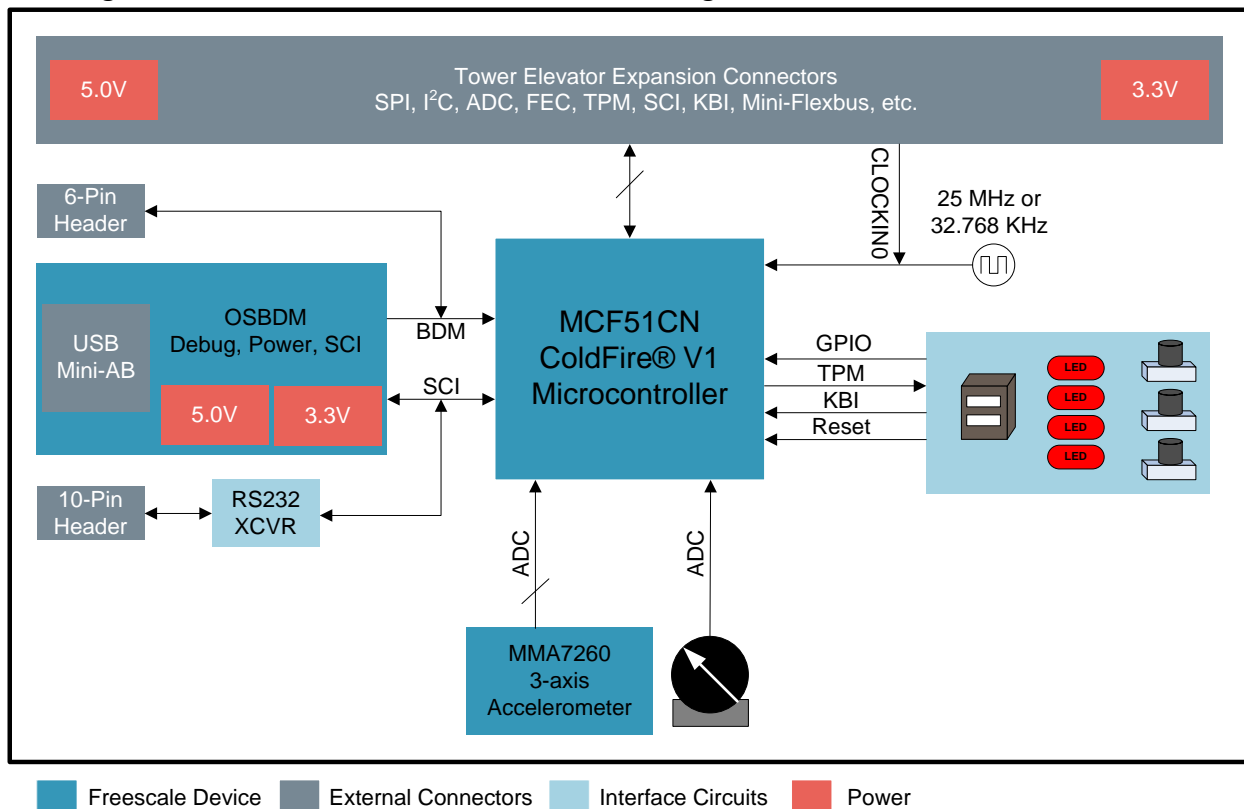 5.0V
Tower Elevator Expansion Connectors
SPI, I²C, ADC, FEC, TPM, SCI, KBI, Mini-Flexbus, etc.
3.3V
CLOCKIN0
25 MHz or
32.768 KHz
6-Pin
Header
USB
Mini-AB
OSBDM
Debug, Power, SCI
5.0V
3.3V
BDM
SCI
MCF51CN
ColdFire® V1
Microcontroller
GPIO
TPM
KBI
Reset
LED
LED
LED
LED
10-Pin
Header
RS232
XCVR
ADC
ADC
MMA7260
3-axis
Accelerometer
Freescale Device
External Connectors
Interface Circuits
Power